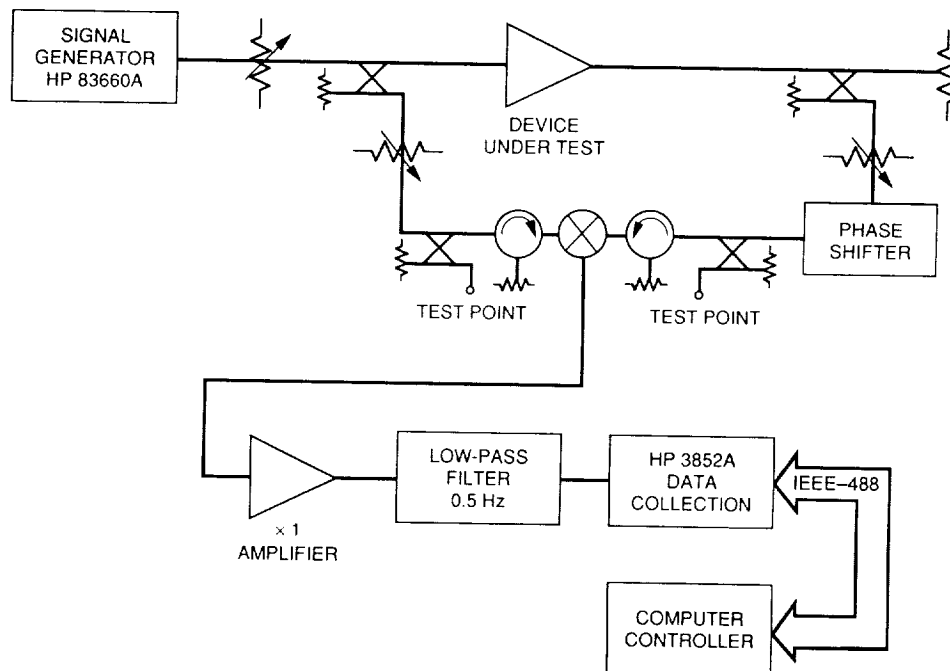 SIGNAL
GENERATOR
HP 83660A
DEVICE
UNDER TEST
PHASE
SHIFTER
TEST POINT
TEST POINT
LOW-PASS
FILTER
0.5 Hz
HP 3852A
DATA
COLLECTION
IEEE–488
× 1
AMPLIFIER
COMPUTER
CONTROLLER